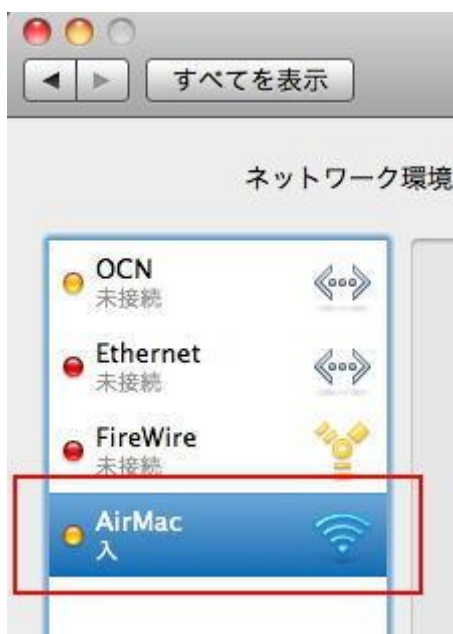 すべてを表示
ネットワーク環境
OCN
未接続
Ethernet
未接続
FireWire
未接続
AirMac
入